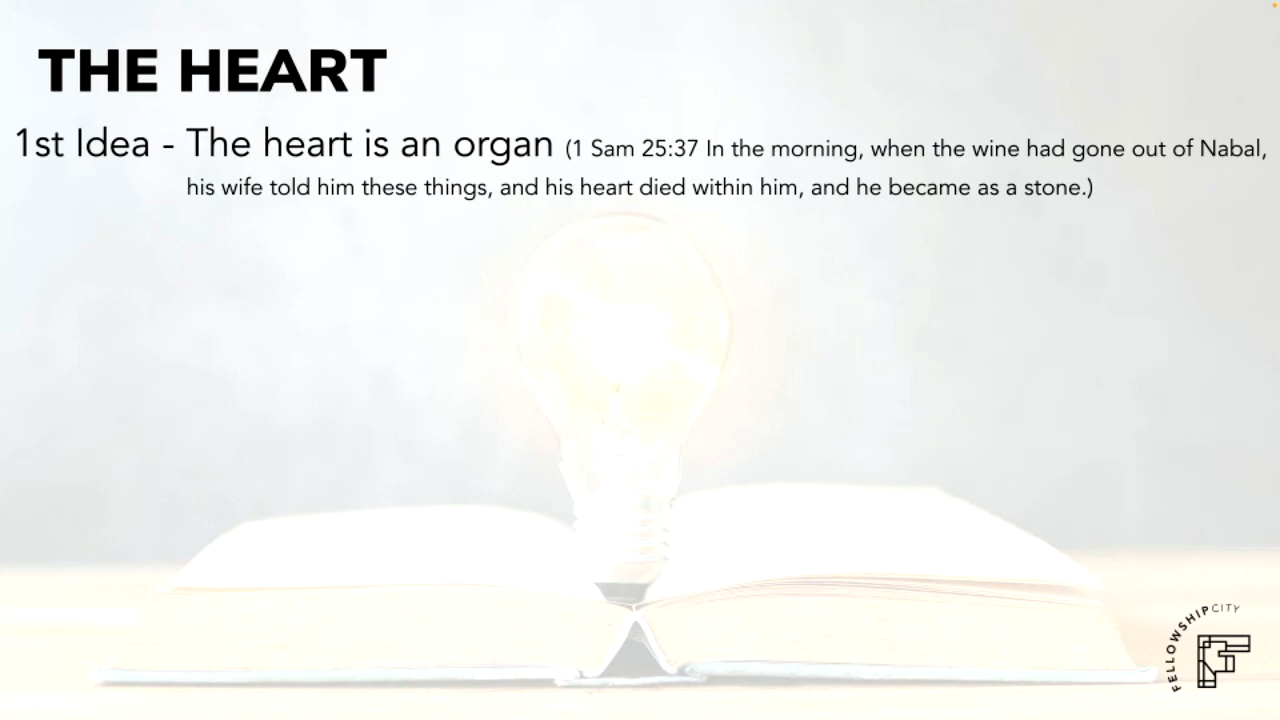 THE HEART
1st Idea - The heart is an organ (1 Sam 25:37 In the morning, when the wine had gone out of Nabal,
his wife told him these things, and his heart died within him, and he became as a stone.)
FELLOWSHIPCITY